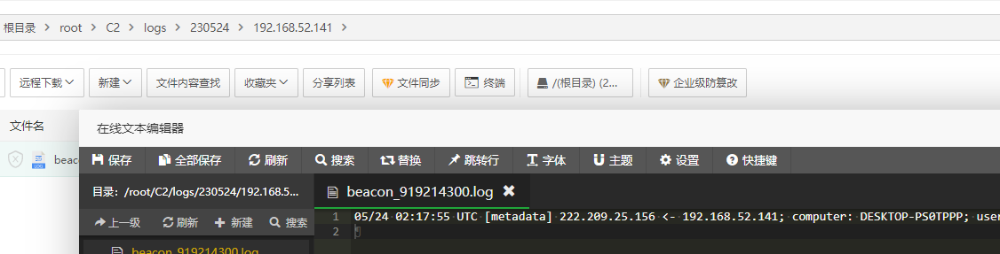 根目录 > root > C2 > logs > 230524 > 192.168.52.141 >
远程下载 新建 文件内容查找 收藏夹 分享列表 文件同步 终端 /(根目录) (2... 企业级防篡改
文件名
在线文本编辑器
beac
LOG
保存 全部保存 刷新 搜索 替换 跳转行 字体 主题 设置 快捷键
目录: /root/C2/logs/230524/192.168.5...
beacon_919214300.log
上一级 刷新 新建 搜索
1 05/24 02:17:55 UTC [metadata] 222.209.25.156 <- 192.168.52.141; computer: DESKTOP-PS0TPPP; user
2
beacon_919214300.log